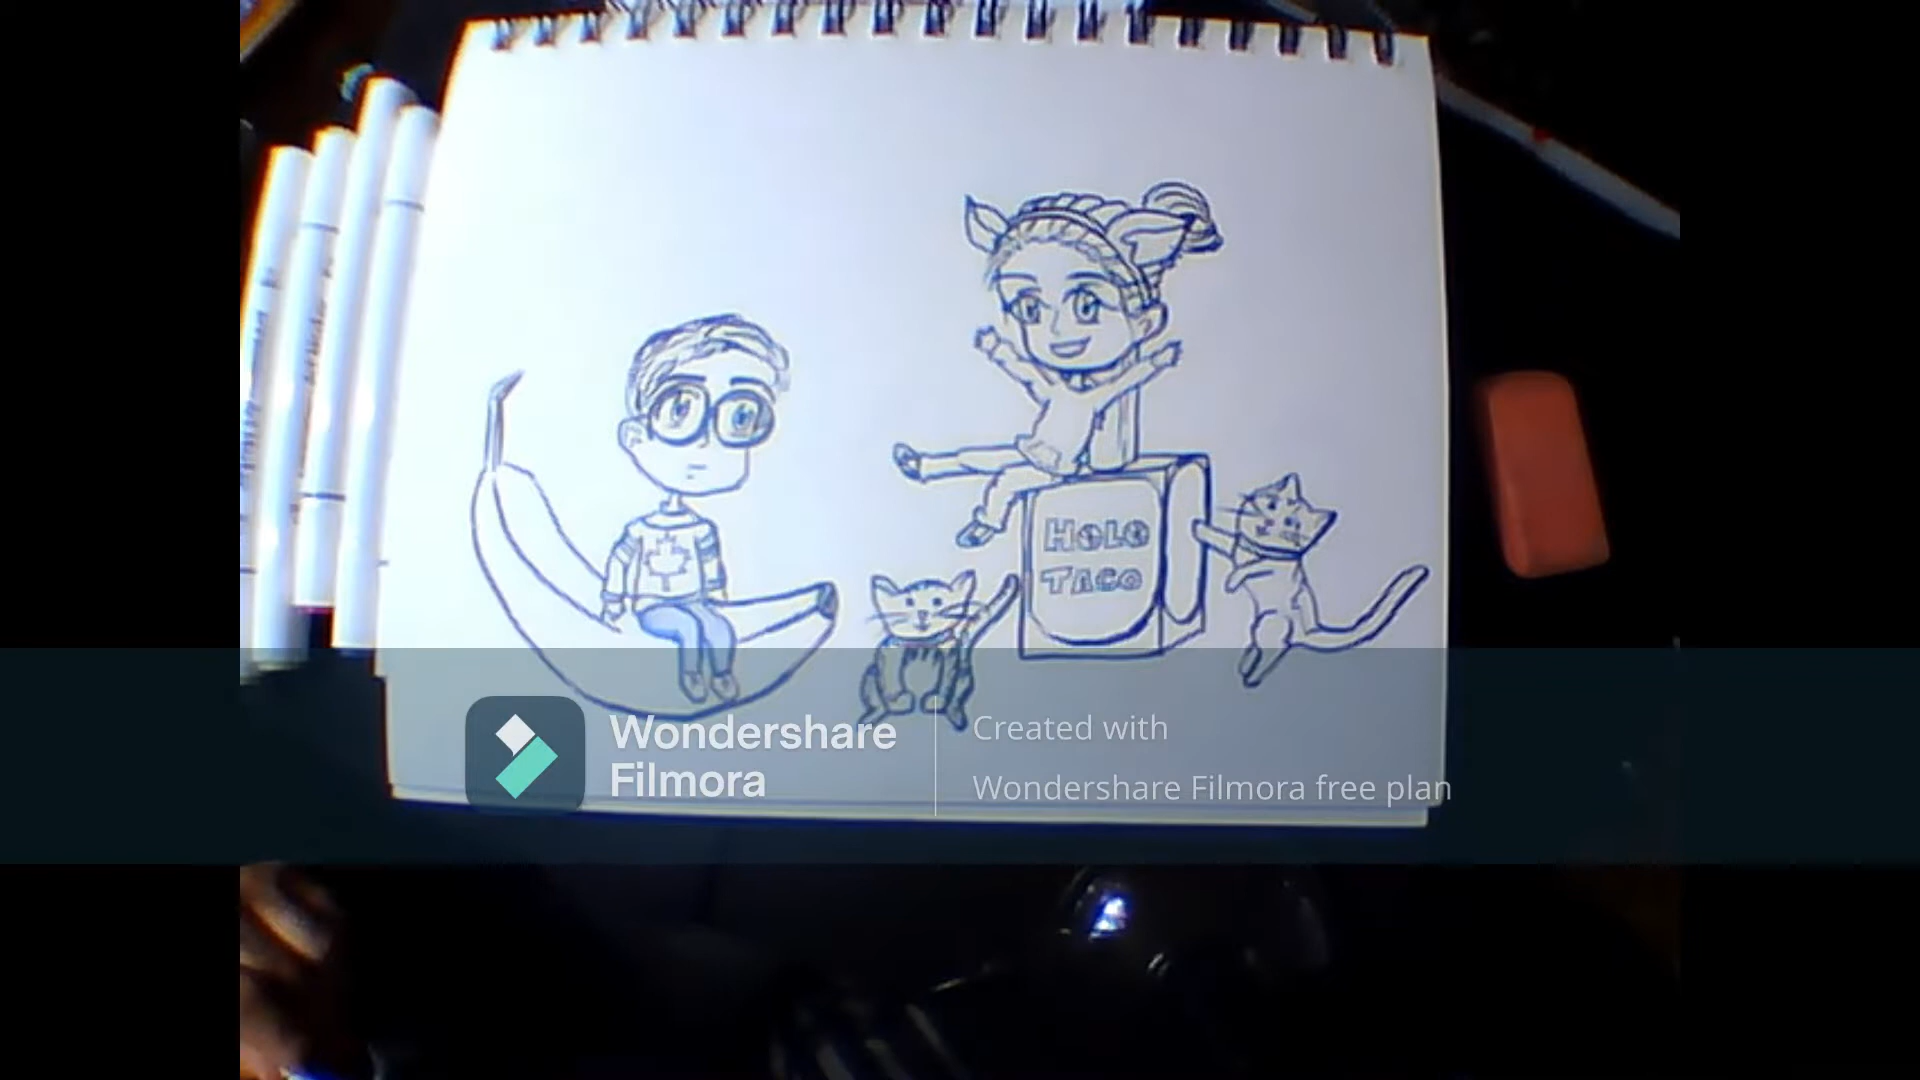 HOLO
TACO
Wondershare
Filmora
Created with
Wondershare Filmora free plan